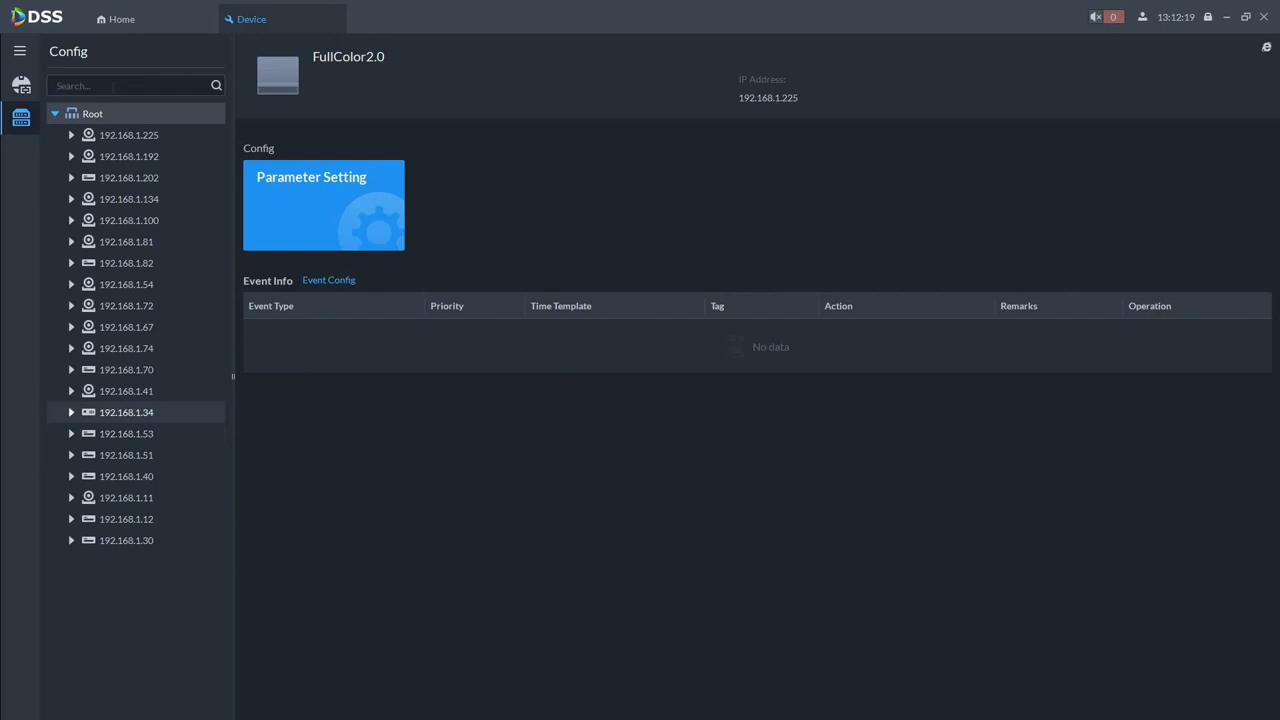 DSS
Home
Device
0
13:12:19
Config
Search...
Root
192.168.1.225
192.168.1.192
192.168.1.202
192.168.1.134
192.168.1.100
192.168.1.81
192.168.1.82
192.168.1.54
192.168.1.72
192.168.1.67
192.168.1.74
192.168.1.70
192.168.1.41
192.168.1.34
192.168.1.53
192.168.1.51
192.168.1.40
192.168.1.11
192.168.1.12
192.168.1.30
FullColor2.0
IP Address:
192.168.1.225
Config
Parameter Setting
Event Info Event Config
Event Type Priority Time Template Tag Action Remarks Operation
No data